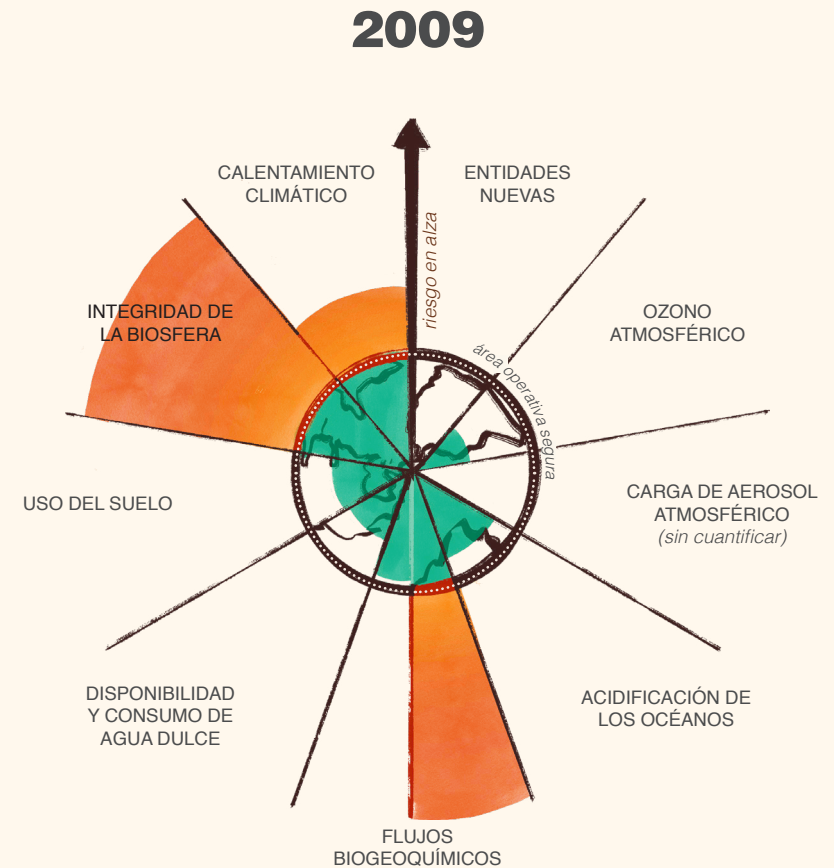 2009
CALENTAMIENTO
CLIMÁTICO
ENTIDADES
NUEVAS
riesgo en alza
INTEGRIDAD DE
LA BIOSFERA
OZONO
ATMOSFÉRICO
área operativa segura
USO DEL SUELO
CARGA DE AEROSOL
ATMOSFÉRICO
(sin cuantificar)
DISPONIBILIDAD
Y CONSUMO DE
AGUA DULCE
ACIDIFICACIÓN DE
LOS OCÉANOS
FLUJOS
BIOGEOQUÍMICOS